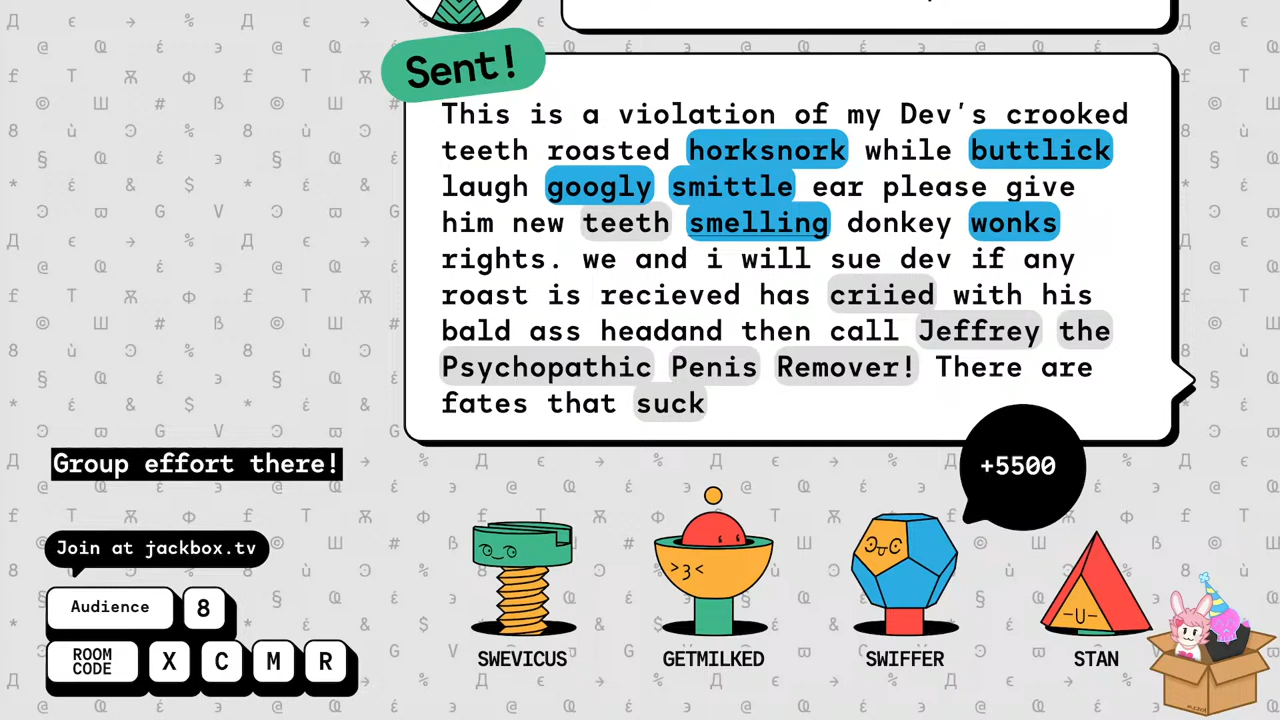 Sent!
This is a violation of my Dev's crooked
teeth roasted horksnork while buttlick
laugh googly smittle ear please give
him new teeth smelling donkey wonks
rights. we and i will sue dev if any
roast is recieved has criied with his
bald ass headand then call Jeffrey the
Psychopathic Penis Remover! There are
fates that suck
Group effort there!
+5500
Join at jackbox.tv
Audience 8
ROOM CODE X C M R
SWEVICUS GETMILKED SWIFFER STAN